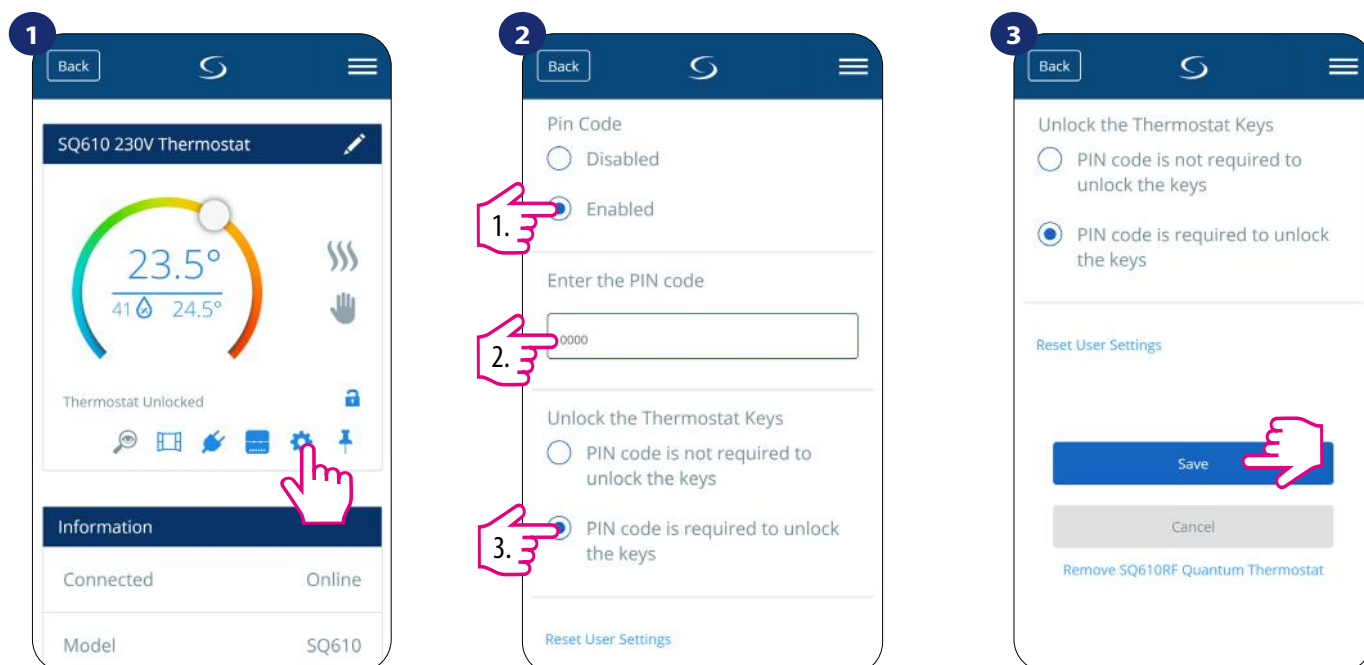 1
Back
SQ610 230V Thermostat
23.5°
41 24.5°
Thermostat Unlocked
Information
Connected Online
Model SQ610
2
Back
Pin Code
Disabled
1. Enabled
Enter the PIN code
2. 0000
Unlock the Thermostat Keys
PIN code is not required to
unlock the keys
3. PIN code is required to unlock
the keys
Reset User Settings
3
Back
Unlock the Thermostat Keys
PIN code is not required to
unlock the keys
PIN code is required to unlock
the keys
Reset User Settings
Save
Cancel
Remove SQ610RF Quantum Thermostat